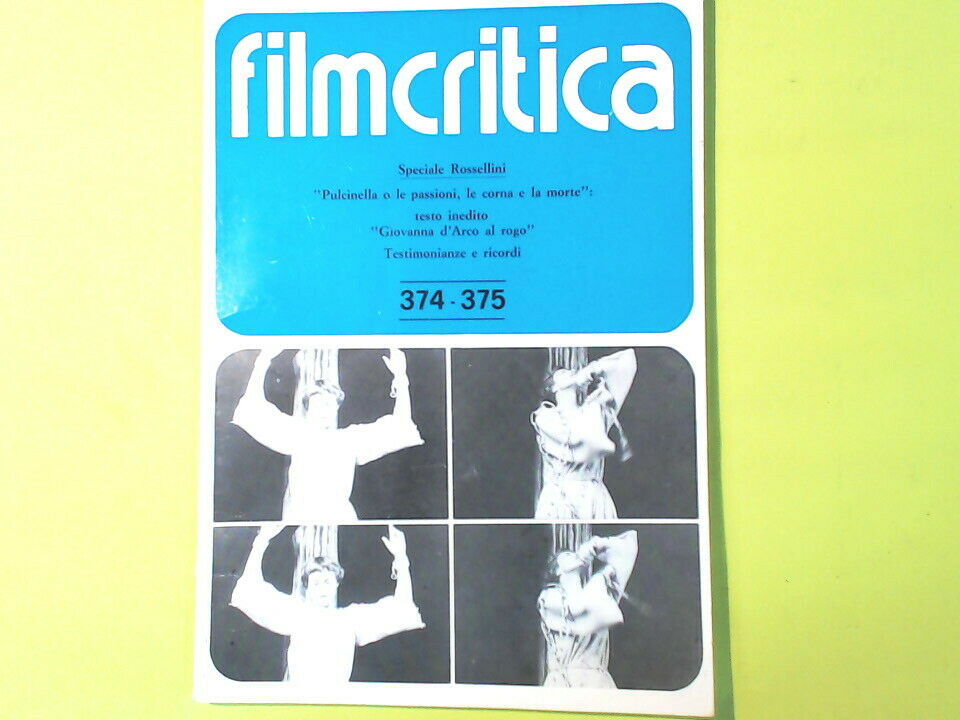 filmcritica
Speciale Rossellini
"Pulcinella o le passioni, le corna e la morte":
testo inedito
"Giovanna d'Arco al rogo"
Testimonianze e ricordi
374 - 375